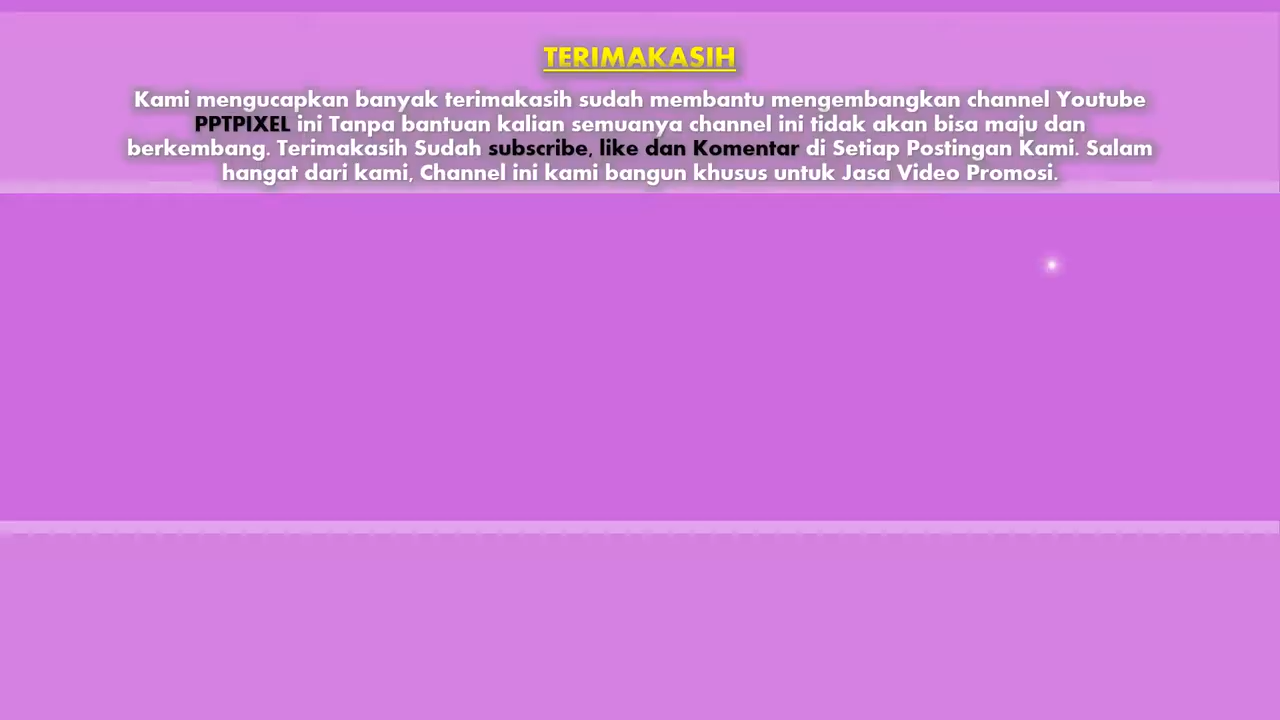 TERIMAKASIH
Kami mengucapkan banyak terimakasih sudah membantu mengembangkan channel Youtube
PPTPIXEL ini Tanpa bantuan kalian semuanya channel ini tidak akan bisa maju dan
berkembang. Terimakasih Sudah subscribe, like dan Komentar di Setiap Postingan Kami. Salam
hangat dari kami, Channel ini kami bangun khusus untuk Jasa Video Promosi.